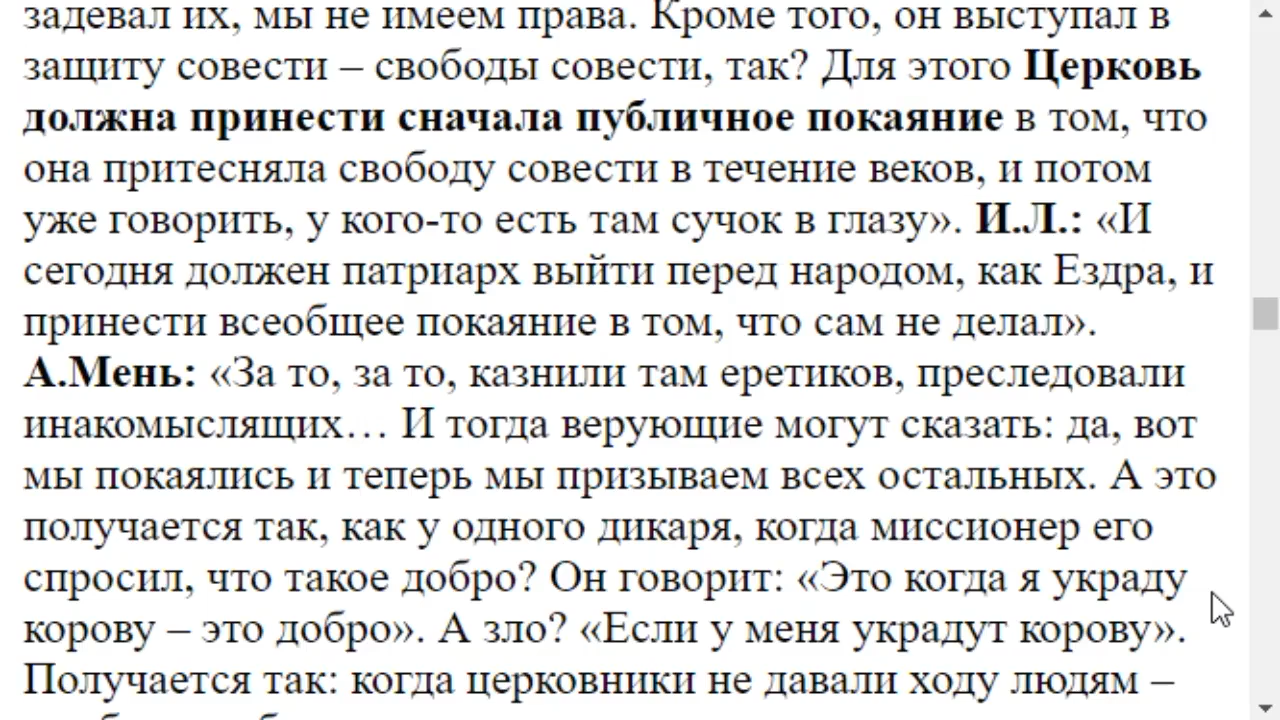 задевал их, мы не имеем права. Кроме того, он выступал в
защиту совести – свободы совести, так? Для этого Церковь
должна принести сначала публичное покаяние в том, что
она притесняла свободу совести в течение веков, и потом
уже говорить, у кого-то есть там сучок в глазу». И.Л.: «И
сегодня должен патриарх выйти перед народом, как Ездра, и
принести всеобщее покаяние в том, что сам не делал».
А.Мень: «За то, за то, казнили там еретиков, преследовали
инакомыслящих… И тогда верующие могут сказать: да, вот
мы покаялись и теперь мы призываем всех остальных. А это
получается так, как у одного дикаря, когда миссионер его
спросил, что такое добро? Он говорит: «Это когда я украду
корову – это добро». А зло? «Если у меня украдут корову».
Получается так: когда церковники не давали ходу людям –